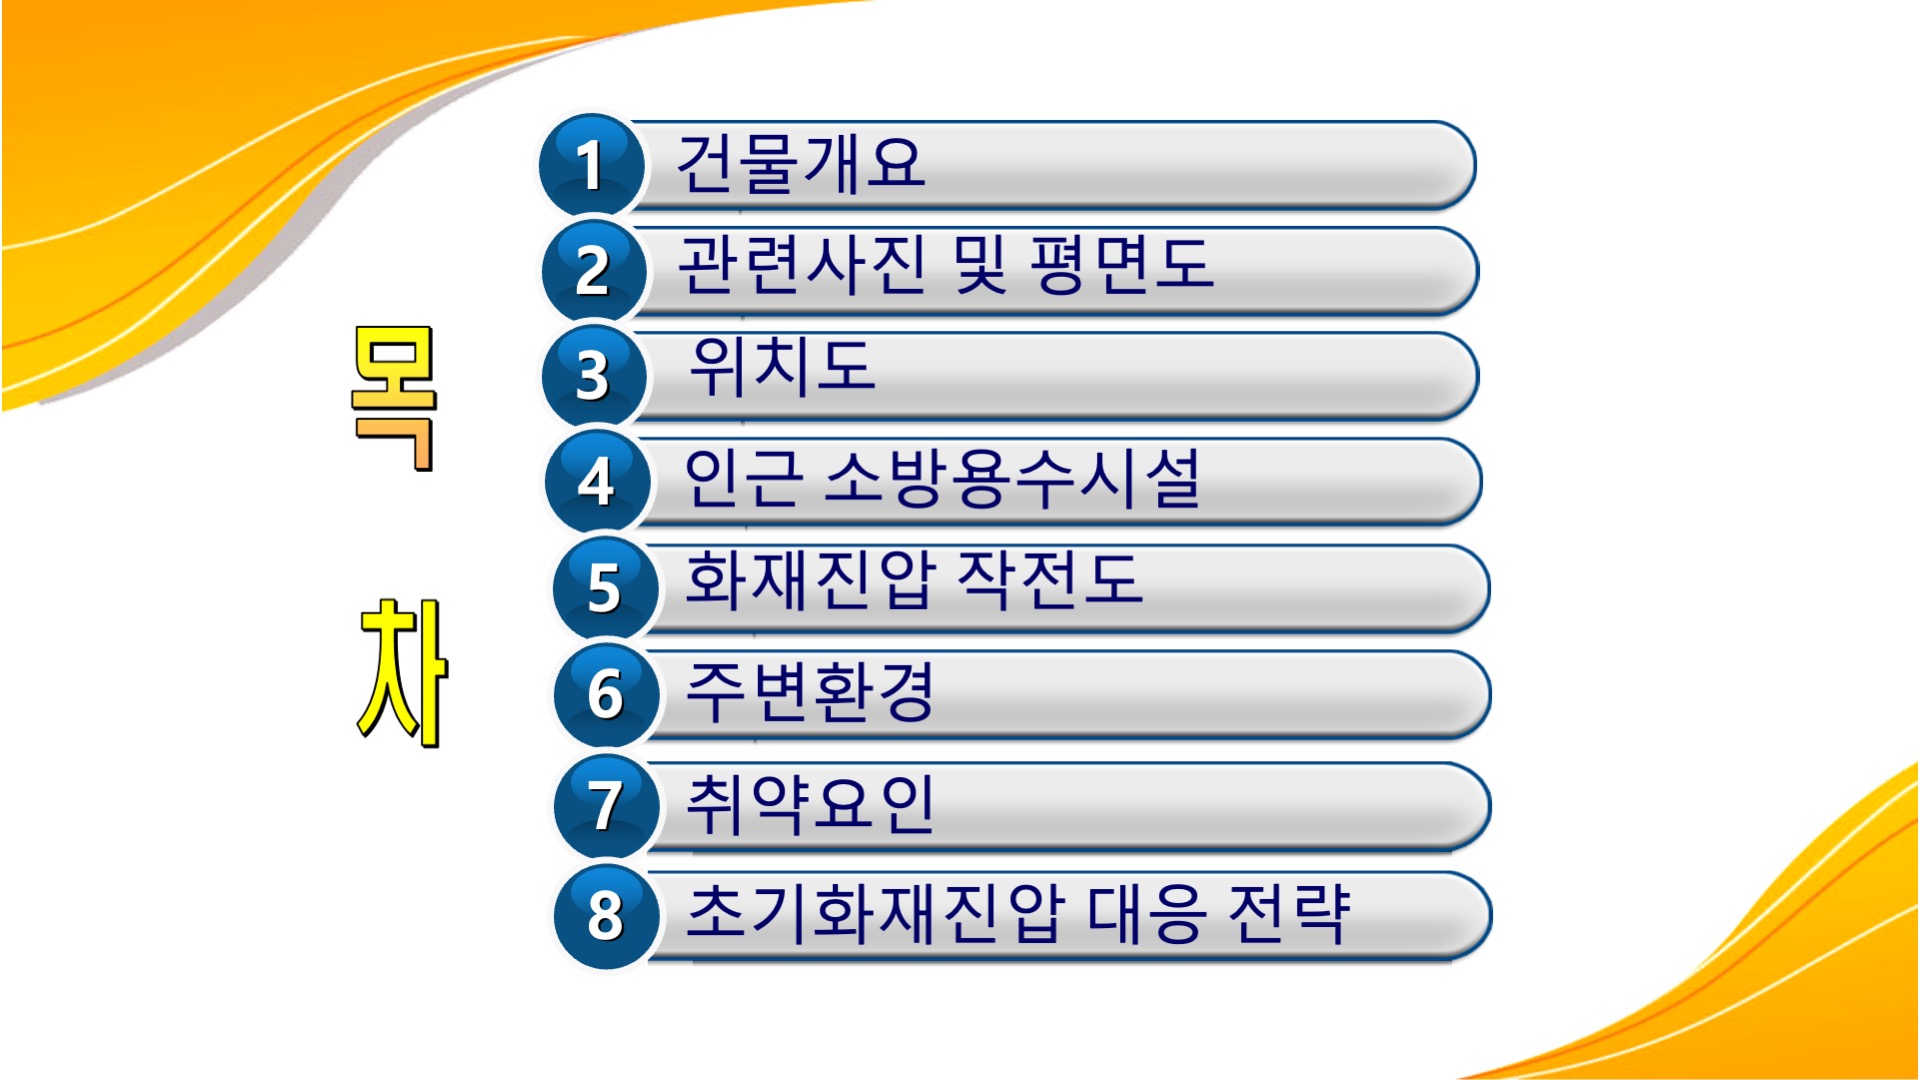 목
차
1 건물개요
2 관련사진 및 평면도
3 위치도
4 인근 소방용수시설
5 화재진압 작전도
6 주변환경
7 취약요인
8 초기화재진압 대응 전략